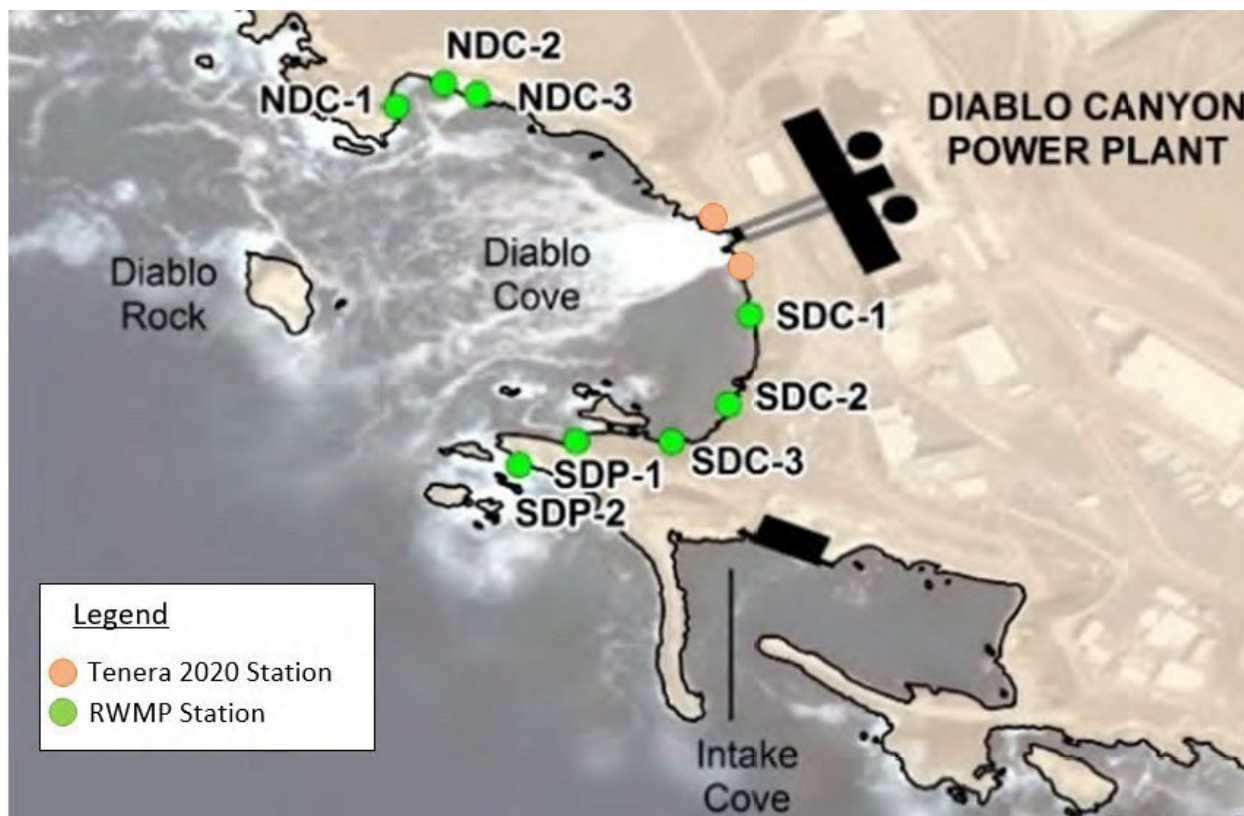 NDC-2
NDC-1
NDC-3
DIABLO CANYON
POWER PLANT
Diablo
Rock
Diablo
Cove
SDC-1
SDC-2
SDC-3
SDP-1
SDP-2
Legend
Tenera 2020 Station
RWMP Station
Intake
Cove